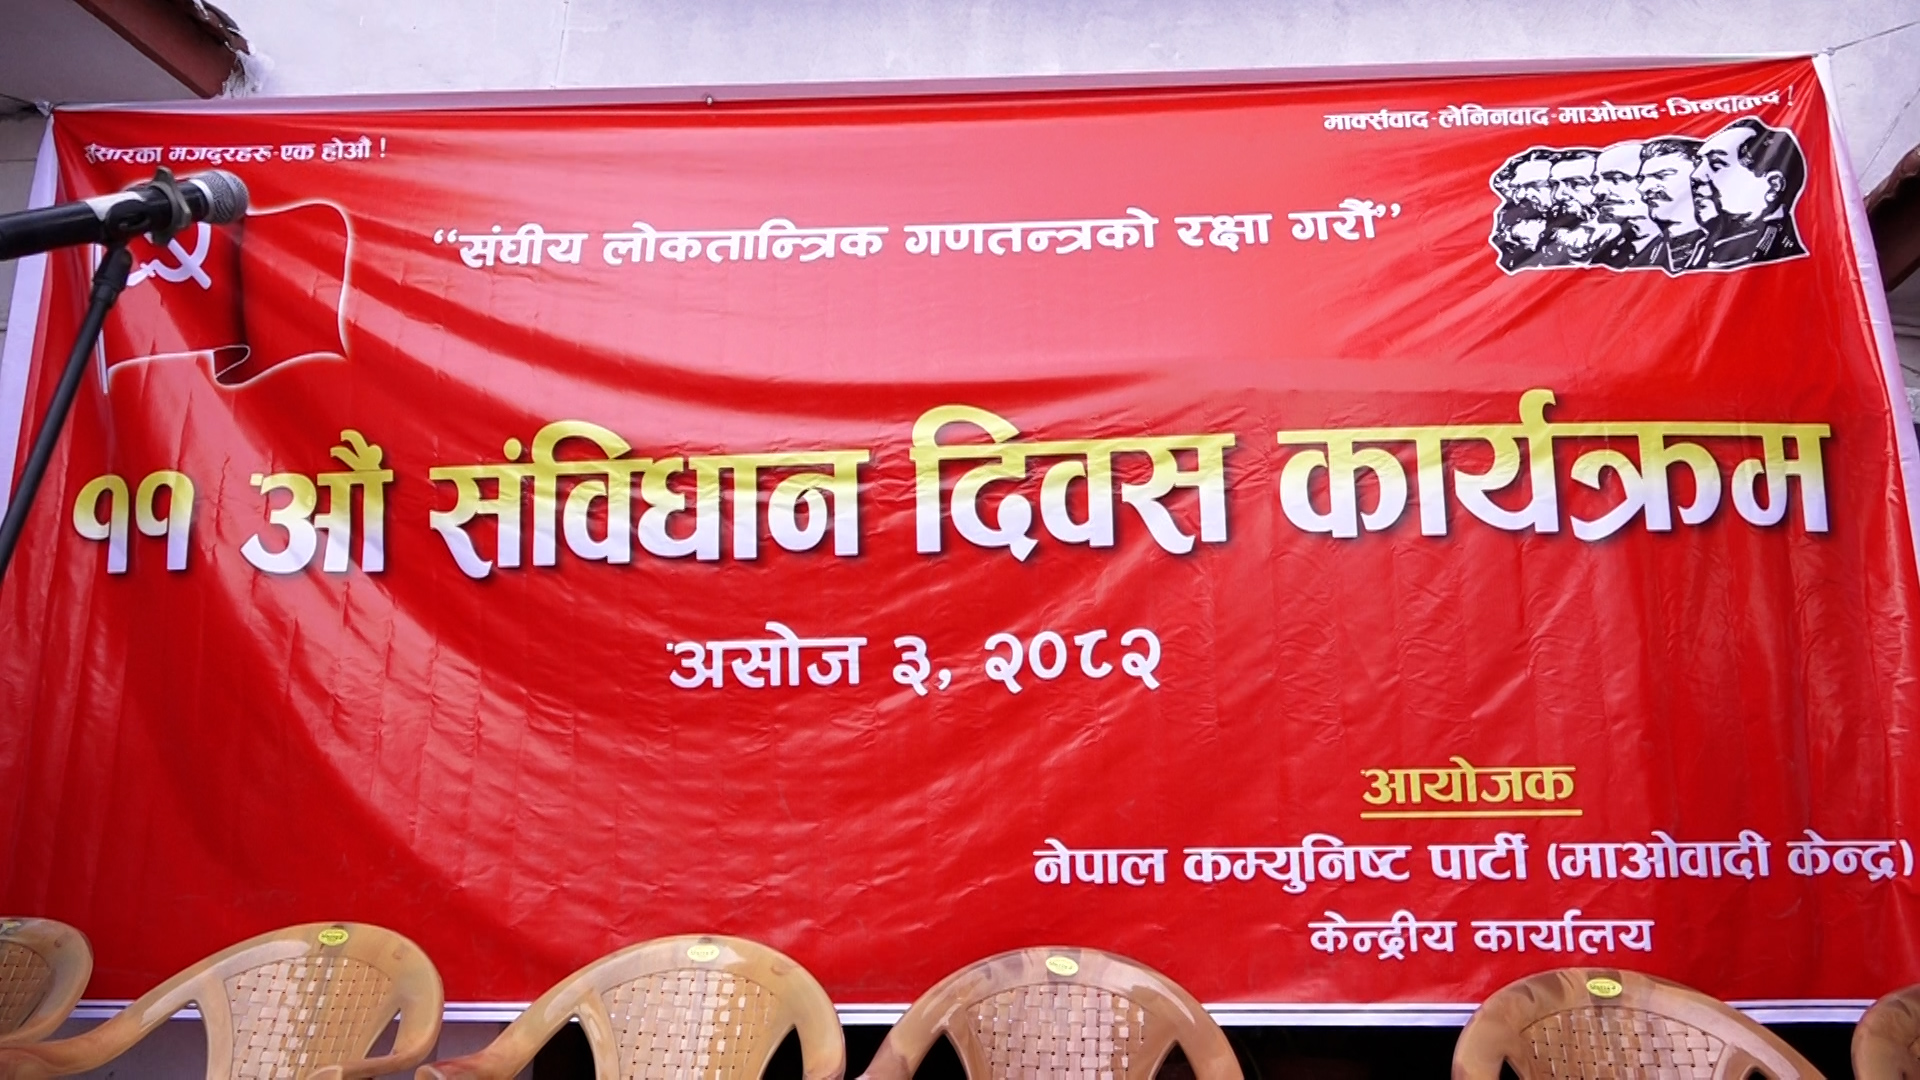 संसारका मजदुरहरु-एक होऔ !
मार्क्सवाद-लेनिनवाद-माओवाद-जिन्दावाद !
“संघीय लोकतान्त्रिक गणतन्त्रको रक्षा गरौं”
११ औं संविधान दिवस कार्यक्रम
असोज ३, २०८२
आयोजक
नेपाल कम्युनिष्ट पार्टी (माओवादी केन्द्र)
केन्द्रीय कार्यालय